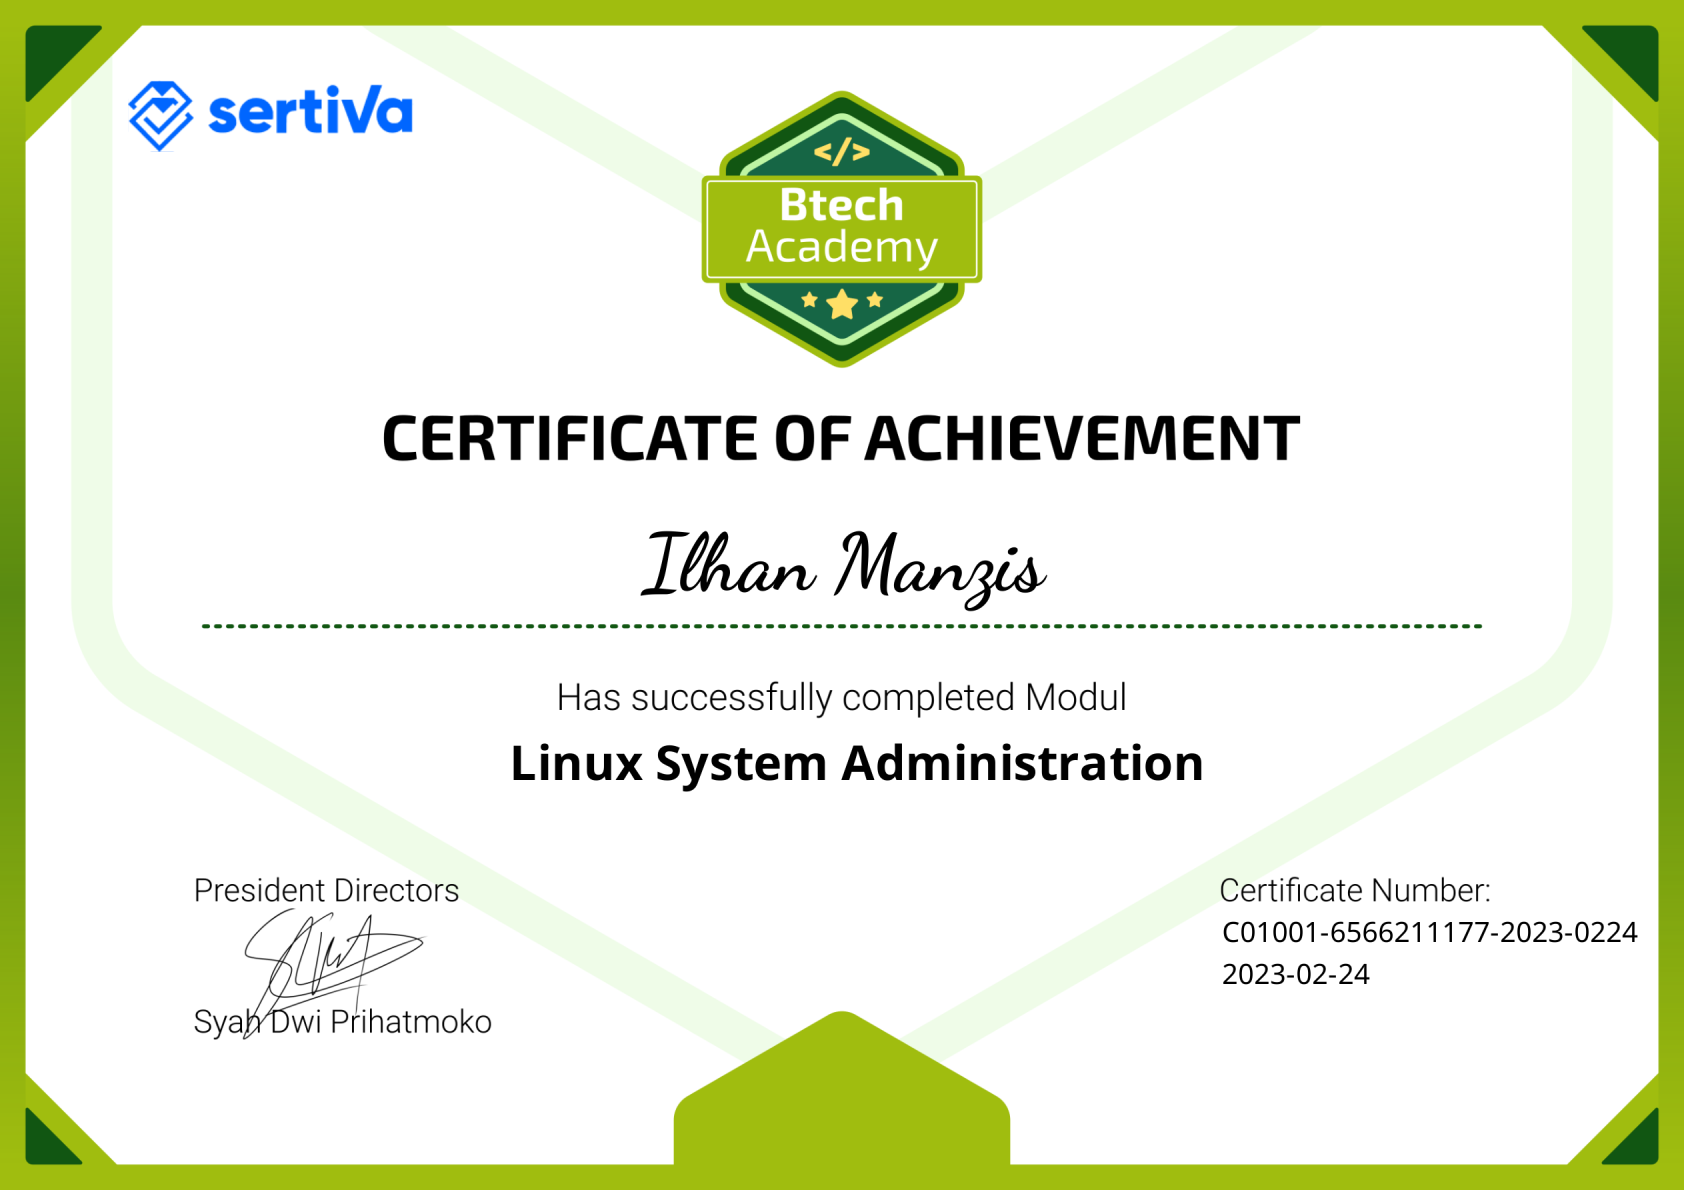 sertiva
</>
Btech
Academy
CERTIFICATE OF ACHIEVEMENT
Ilhan Manzis
Has successfully completed Modul
Linux System Administration
President Directors
Syah Dwi Prihatmoko
Certificate Number:
C01001-6566211177-2023-0224
2023-02-24